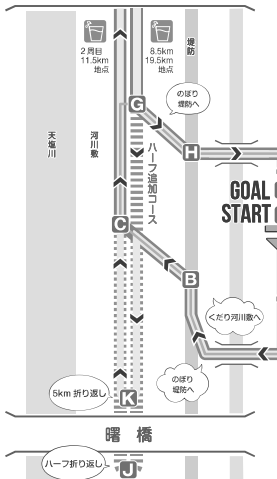 2周目
11.5km
地点
8.5km
19.5km
地点
堤防
のぼり
堤防へ
G
H
天塩川
河川敷
ハーフ追加コース
GOAL
START
C
B
くだり河川敷へ
のぼり
堤防へ
5km 折り返し
K
曙橋
ハーフ折り返し
J